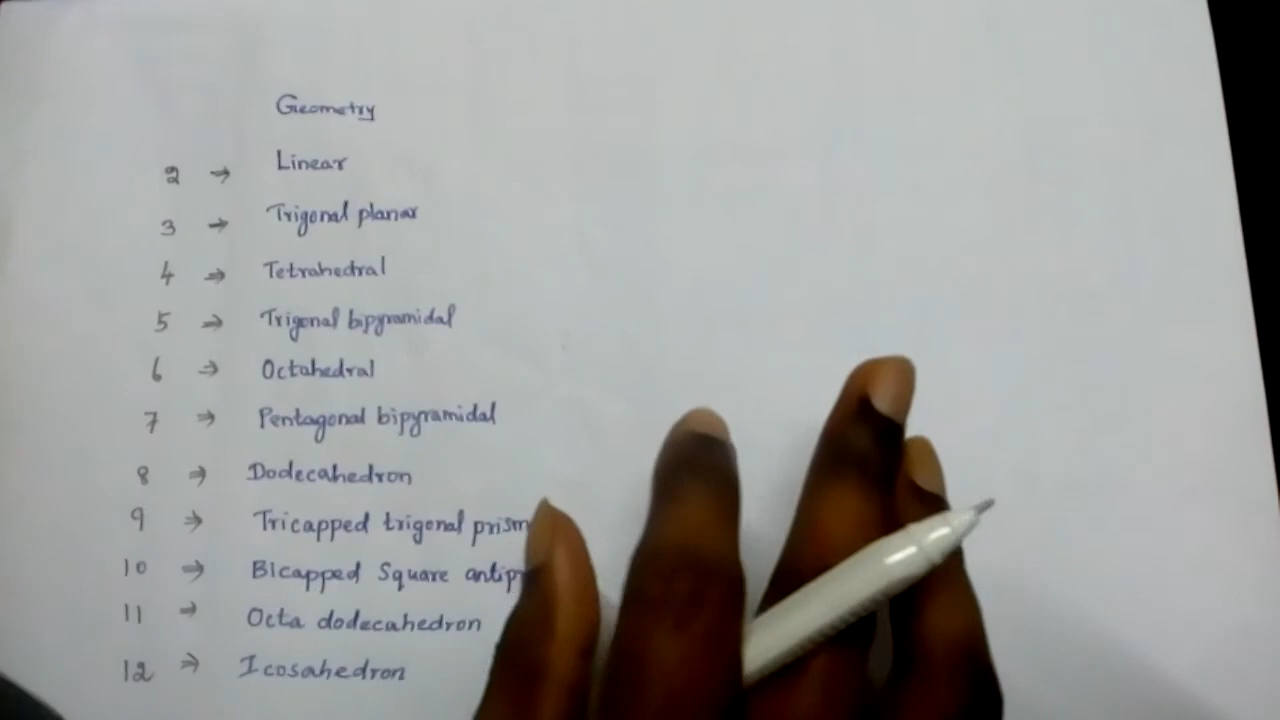 Geometry
2 ⇒ Linear
3 ⇒ Trigonal planar
4 ⇒ Tetrahedral
5 ⇒ Trigonal bipyramidal
6 ⇒ Octahedral
7 ⇒ Pentagonal bipyramidal
8 ⇒ Dodecahedron
9 ⇒ Tricapped trigonal prism
10 ⇒ Bicapped Square
11 ⇒ Octa dodecahedron
12 ⇒ Icosahedron